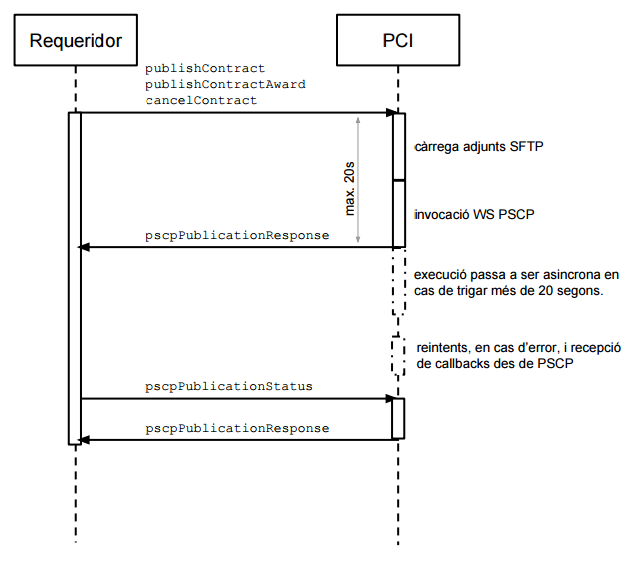 Requeridor
PCI
publishContract
publishContractAward
cancelContract
càrrega adjunts SFTP
max. 20s
invocació WS PSCP
pscpPublicationResponse
execució passa a ser asincrona en
cas de trigar més de 20 segons.
reintents, en cas d'error, i recepció
de callbacks des de PSCP
pscpPublicationStatus
pscpPublicationResponse